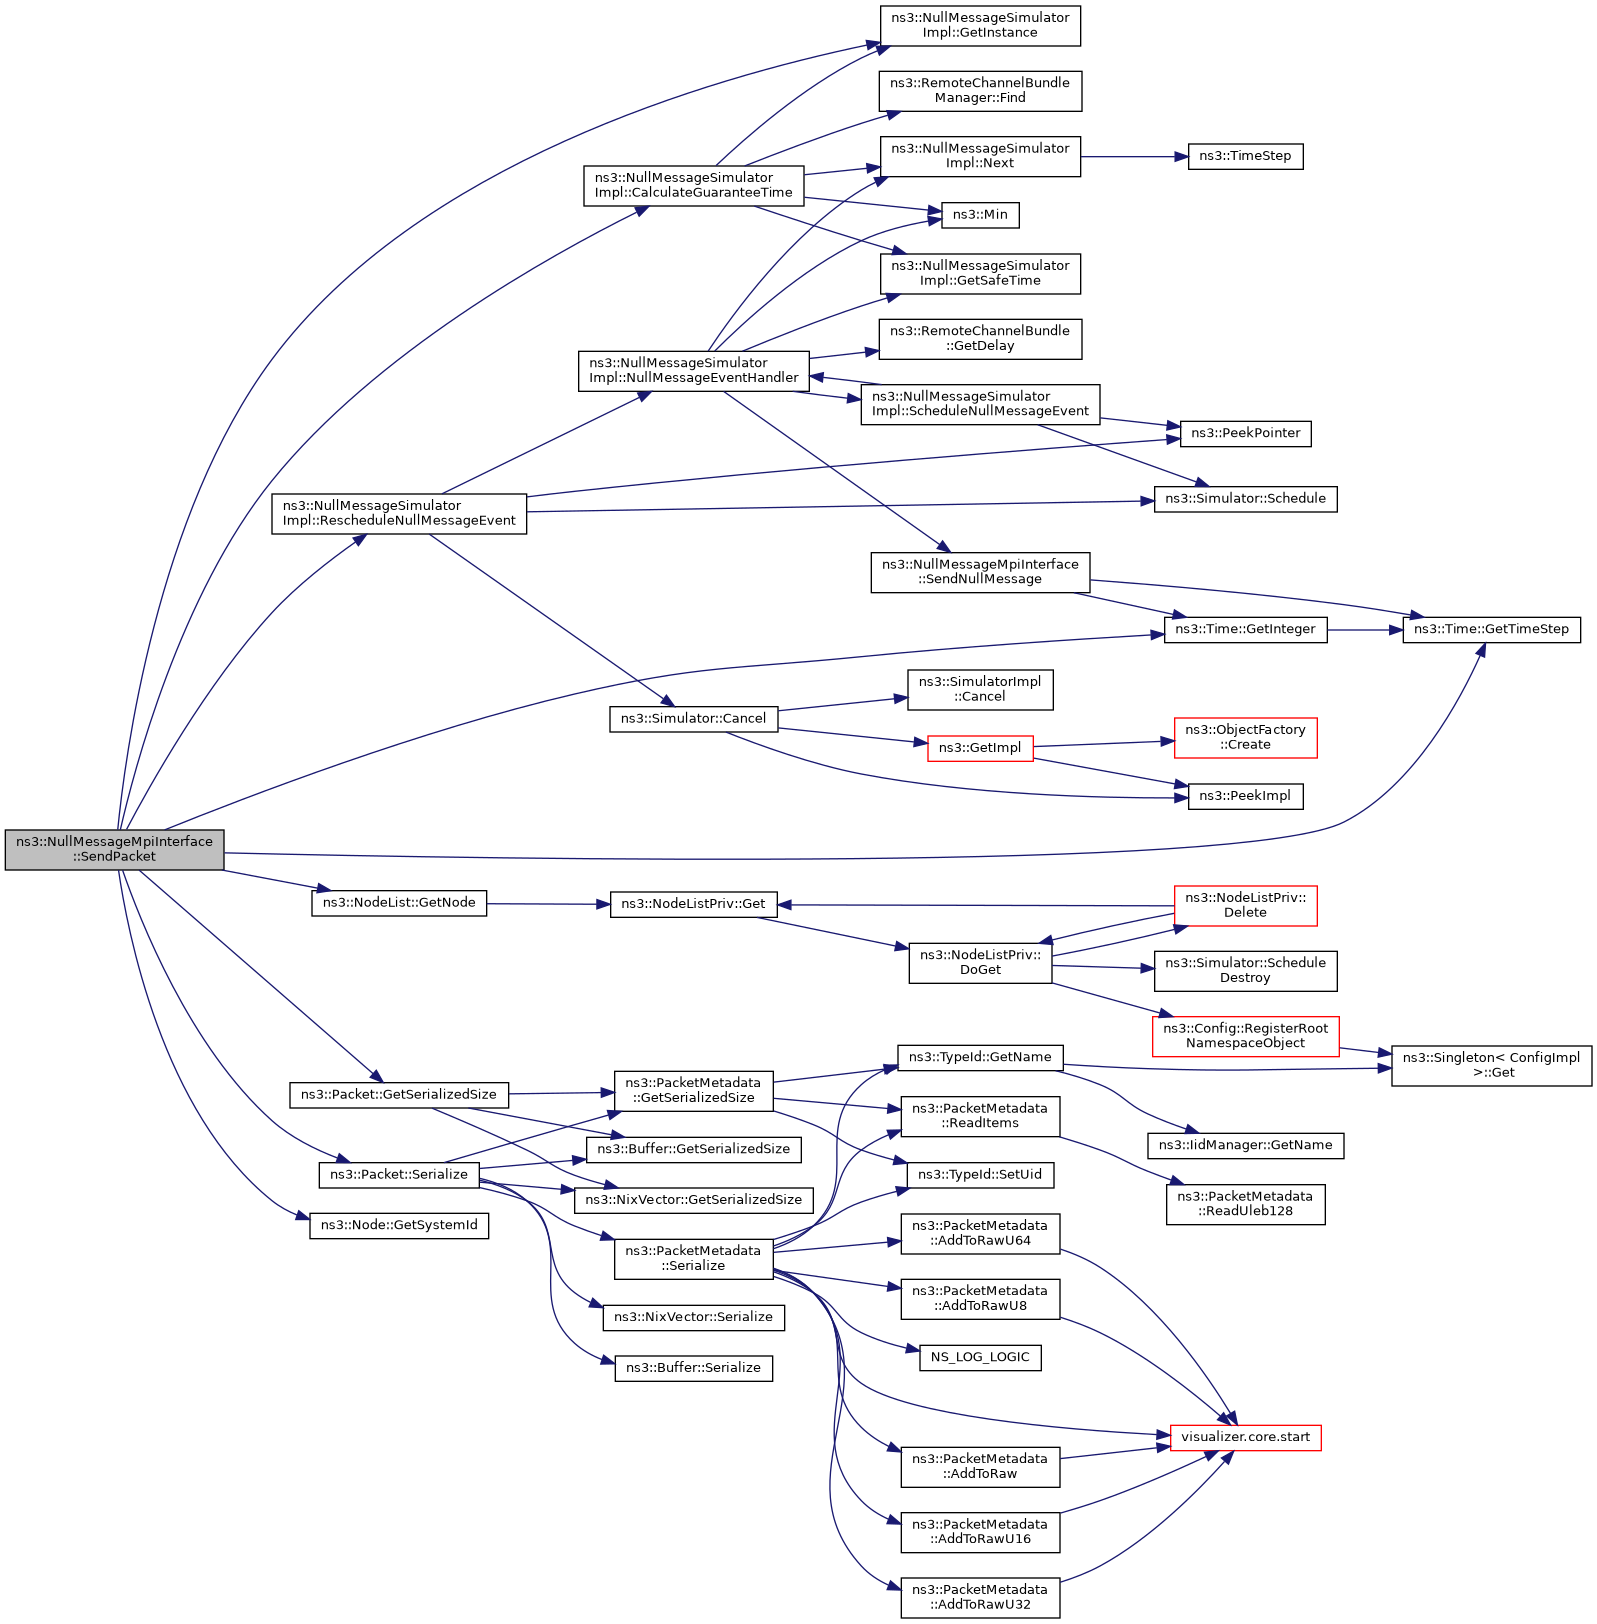 ns3::NullMessageSimulator
Impl::GetInstance
ns3::RemoteChannelBundle
Manager::Find
ns3::NullMessageSimulator
Impl::Next
ns3::TimeStep
ns3::NullMessageSimulator
Impl::CalculateGuaranteeTime
ns3::Min
ns3::NullMessageSimulator
Impl::GetSafeTime
ns3::RemoteChannelBundle
::GetDelay
ns3::NullMessageSimulator
Impl::NullMessageEventHandler
ns3::NullMessageSimulator
Impl::ScheduleNullMessageEvent
ns3::PeekPointer
ns3::Simulator::Schedule
ns3::NullMessageSimulator
Impl::RescheduleNullMessageEvent
ns3::NullMessageMpiInterface
::SendNullMessage
ns3::Time::GetInteger
ns3::Time::GetTimeStep
ns3::SimulatorImpl
::Cancel
ns3::Simulator::Cancel
ns3::GetImpl
ns3::ObjectFactory
::Create
ns3::PeekImpl
ns3::NullMessageMpiInterface
::SendPacket
ns3::NodeList::GetNode
ns3::NodeListPriv::Get
ns3::NodeListPriv::
Delete
ns3::NodeListPriv::
DoGet
ns3::Simulator::Schedule
Destroy
ns3::Config::RegisterRoot
NamespaceObject
ns3::Singleton< ConfigImpl
>::Get
ns3::TypeId::GetName
ns3::Packet::GetSerializedSize
ns3::PacketMetadata
::GetSerializedSize
ns3::PacketMetadata
::ReadItems
ns3::IidManager::GetName
ns3::Buffer::GetSerializedSize
ns3::Packet::Serialize
ns3::TypeId::SetUid
ns3::NixVector::GetSerializedSize
ns3::PacketMetadata
::ReadUleb128
ns3::Node::GetSystemId
ns3::PacketMetadata
::AddToRawU64
ns3::PacketMetadata
::Serialize
ns3::PacketMetadata
::AddToRawU8
ns3::NixVector::Serialize
NS_LOG_LOGIC
ns3::Buffer::Serialize
visualizer.core.start
ns3::PacketMetadata
::AddToRaw
ns3::PacketMetadata
::AddToRawU16
ns3::PacketMetadata
::AddToRawU32